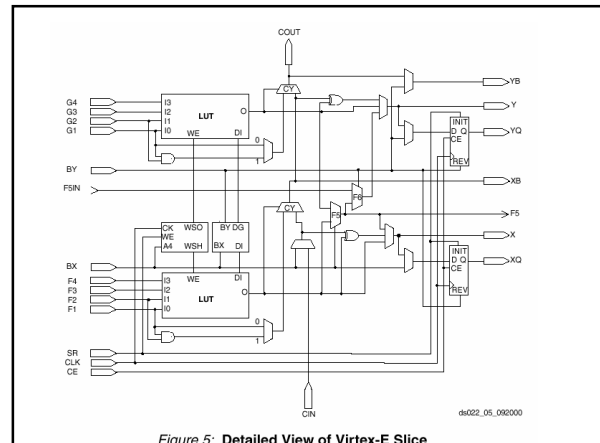 COUT
YB
CY
G4
G3
G2
G1
I3
I2
I1
I0
LUT
O
WE
DI
0
1
Y
INIT
D Q
CE
REV
YQ
BY
F5IN
F6
XB
CY
F5
F5
CK
WE
A4
WSO
WSH
BY DG
BX
DI
X
BX
INIT
D Q
CE
REV
XQ
F4
F3
F2
F1
I3
I2
I1
I0
WE
DI
LUT
O
0
1
SR
CLK
CE
CIN
ds022_05_092000
Figure 5: Detailed View of Virtex-E Slice